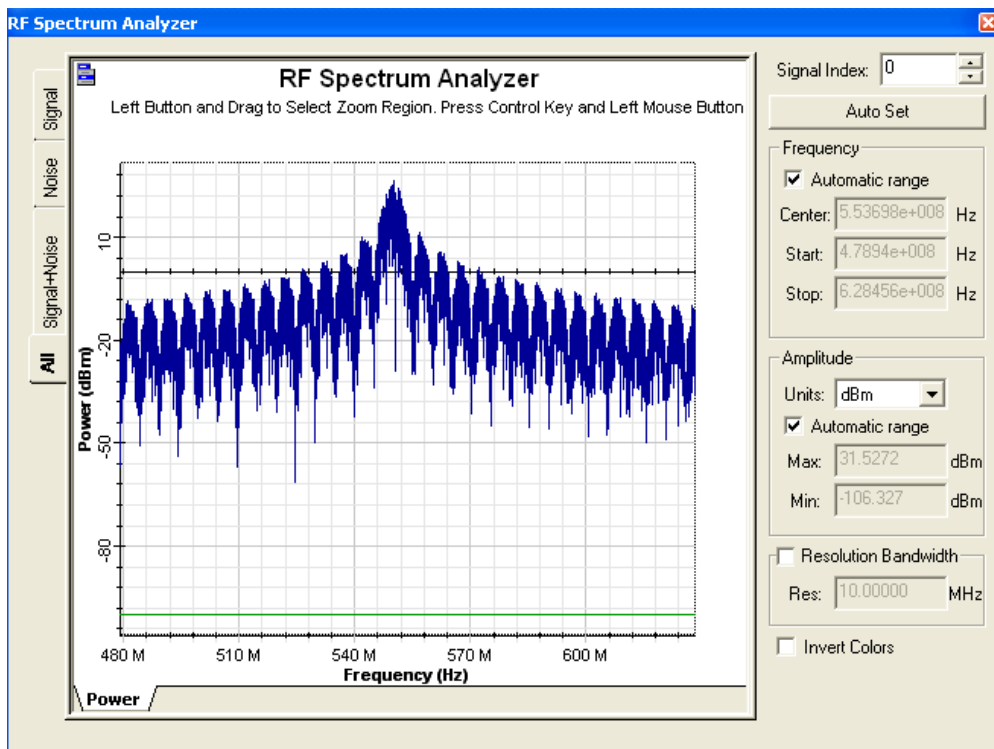 RF Spectrum Analyzer
RF Spectrum Analyzer
Left Button and Drag to Select Zoom Region. Press Control Key and Left Mouse Button
Signal
Noise
Signal+Noise
All
Power (dBm)
10
-20
-50
-80
480 M 510 M 540 M 570 M 600 M
Frequency (Hz)
Power
Signal Index: 0
Auto Set
Frequency
Automatic range
Center: 5.53698e+008 Hz
Start: 4.7894e+008 Hz
Stop: 6.28456e+008 Hz
Amplitude
Units: dBm
Automatic range
Max: 31.5272 dBm
Min: -106.327 dBm
Resolution Bandwidth
Res: 10.00000 MHz
Invert Colors